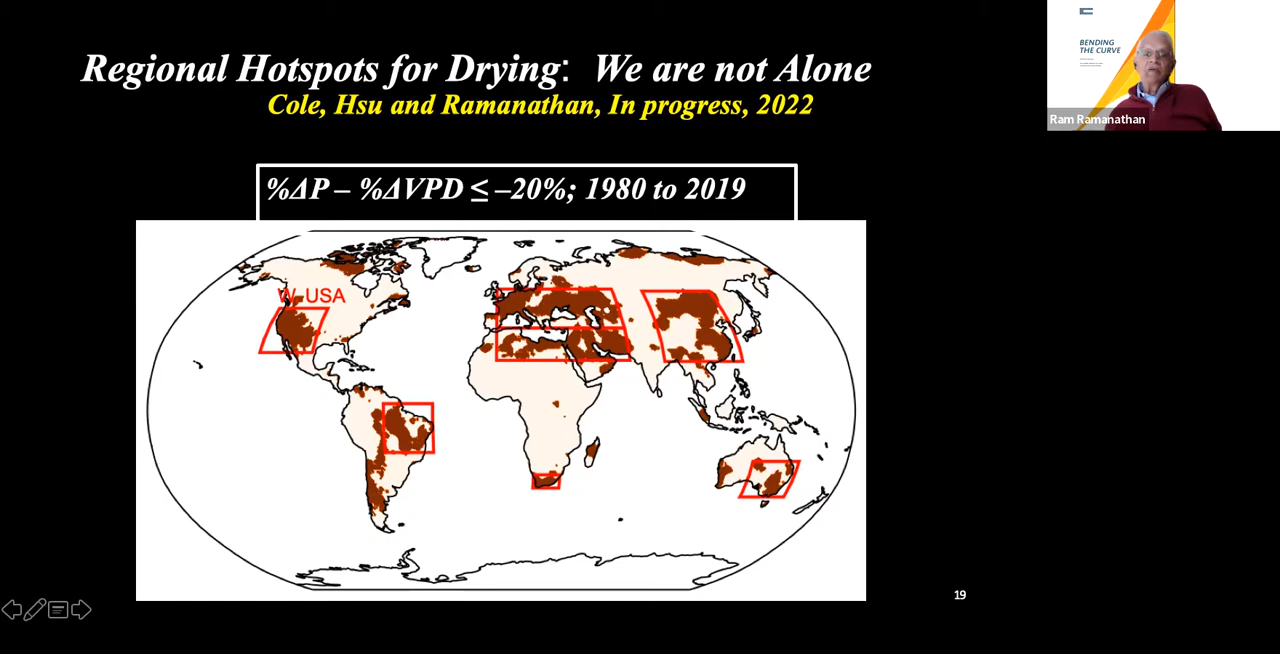 Regional Hotspots for Drying: We are not Alone
Cole, Hsu and Ramanathan, In progress, 2022
BENDING
THE CURVE
Ram Ramanathan
%ΔP – %ΔVPD ≤ –20%; 1980 to 2019
W-USA
19